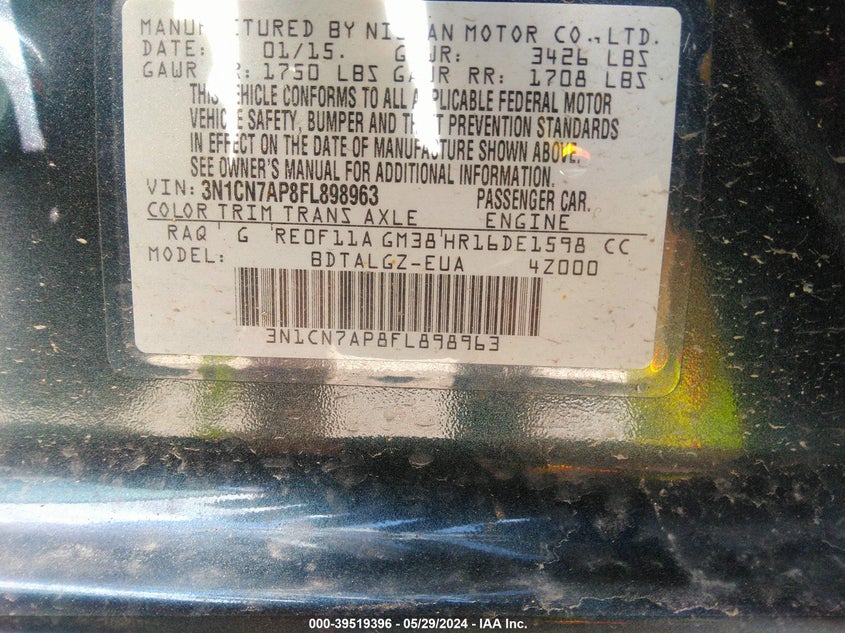 MANUFACTURED BY NISSAN MOTOR CO., LTD.
DATE: 01/15. GVWR: 3426 LBS
GAWR FR: 1750 LBS GAWR RR: 1708 LBS
THIS VEHICLE CONFORMS TO ALL APPLICABLE FEDERAL MOTOR
VEHICLE SAFETY, BUMPER AND THEFT PREVENTION STANDARDS
IN EFFECT ON THE DATE OF MANUFACTURE SHOWN ABOVE.
SEE OWNER'S MANUAL FOR ADDITIONAL INFORMATION.
VIN: 3N1CN7AP8FL898963 PASSENGER CAR.
COLOR TRIM TRANS AXLE ENGINE
RAQ G RE0F11A GM38 HR16DE1598 CC
MODEL: BDTALGZ-EUA 4Z000
3N1CN7AP8FL898963
000-39519396 - 05/29/2024 - IAA Inc.